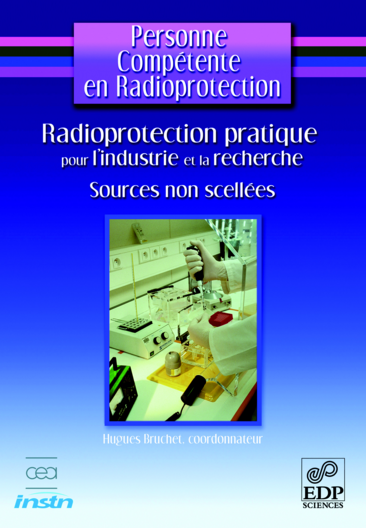 Personne
Compétente
en Radioprotection
Radioprotection pratique
pour l'industrie et la recherche
Sources non scellées
Hugues Bruchet, coordonnateur
cea
instn
EDP
SCIENCES